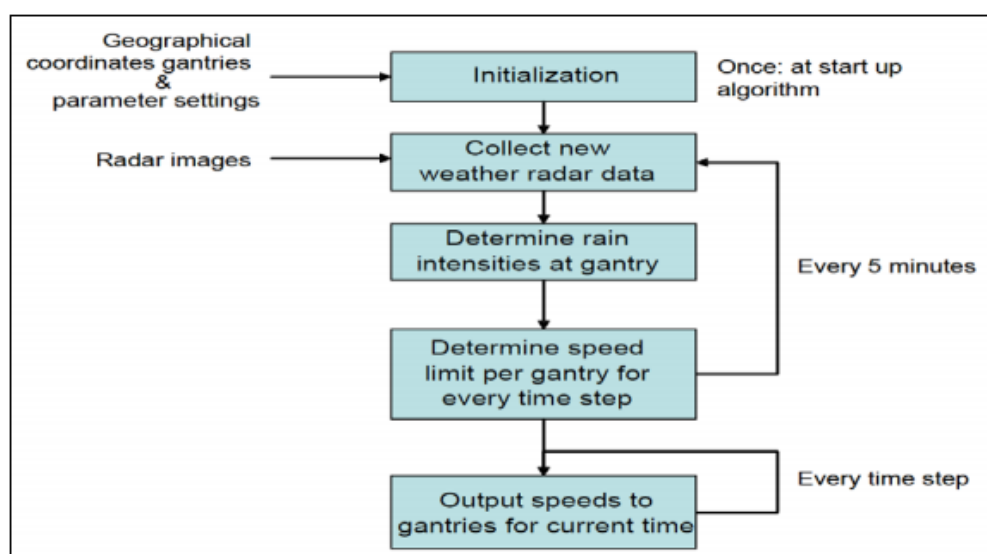 Geographical
coordinates gantries
&
parameter settings
Initialization
Once: at start up
algorithm
Radar images
Collect new
weather radar data
Determine rain
intensities at gantry
Every 5 minutes
Determine speed
limit per gantry for
every time step
Every time step
Output speeds to
gantries for current time